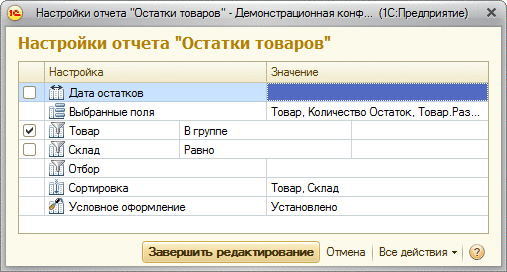 Настройки отчета "Остатки товаров" - Демонстрационная конф... (1С:Предприятие)
Настройки отчета "Остатки товаров"
Настройка Значение
Дата остатков
Выбранные поля Товар, Количество Остаток, Товар.Раз...
Товар В группе
Склад Равно
Отбор
Сортировка Товар, Склад
Условное оформление Установлено
Завершить редактирование Отмена Все действия ?